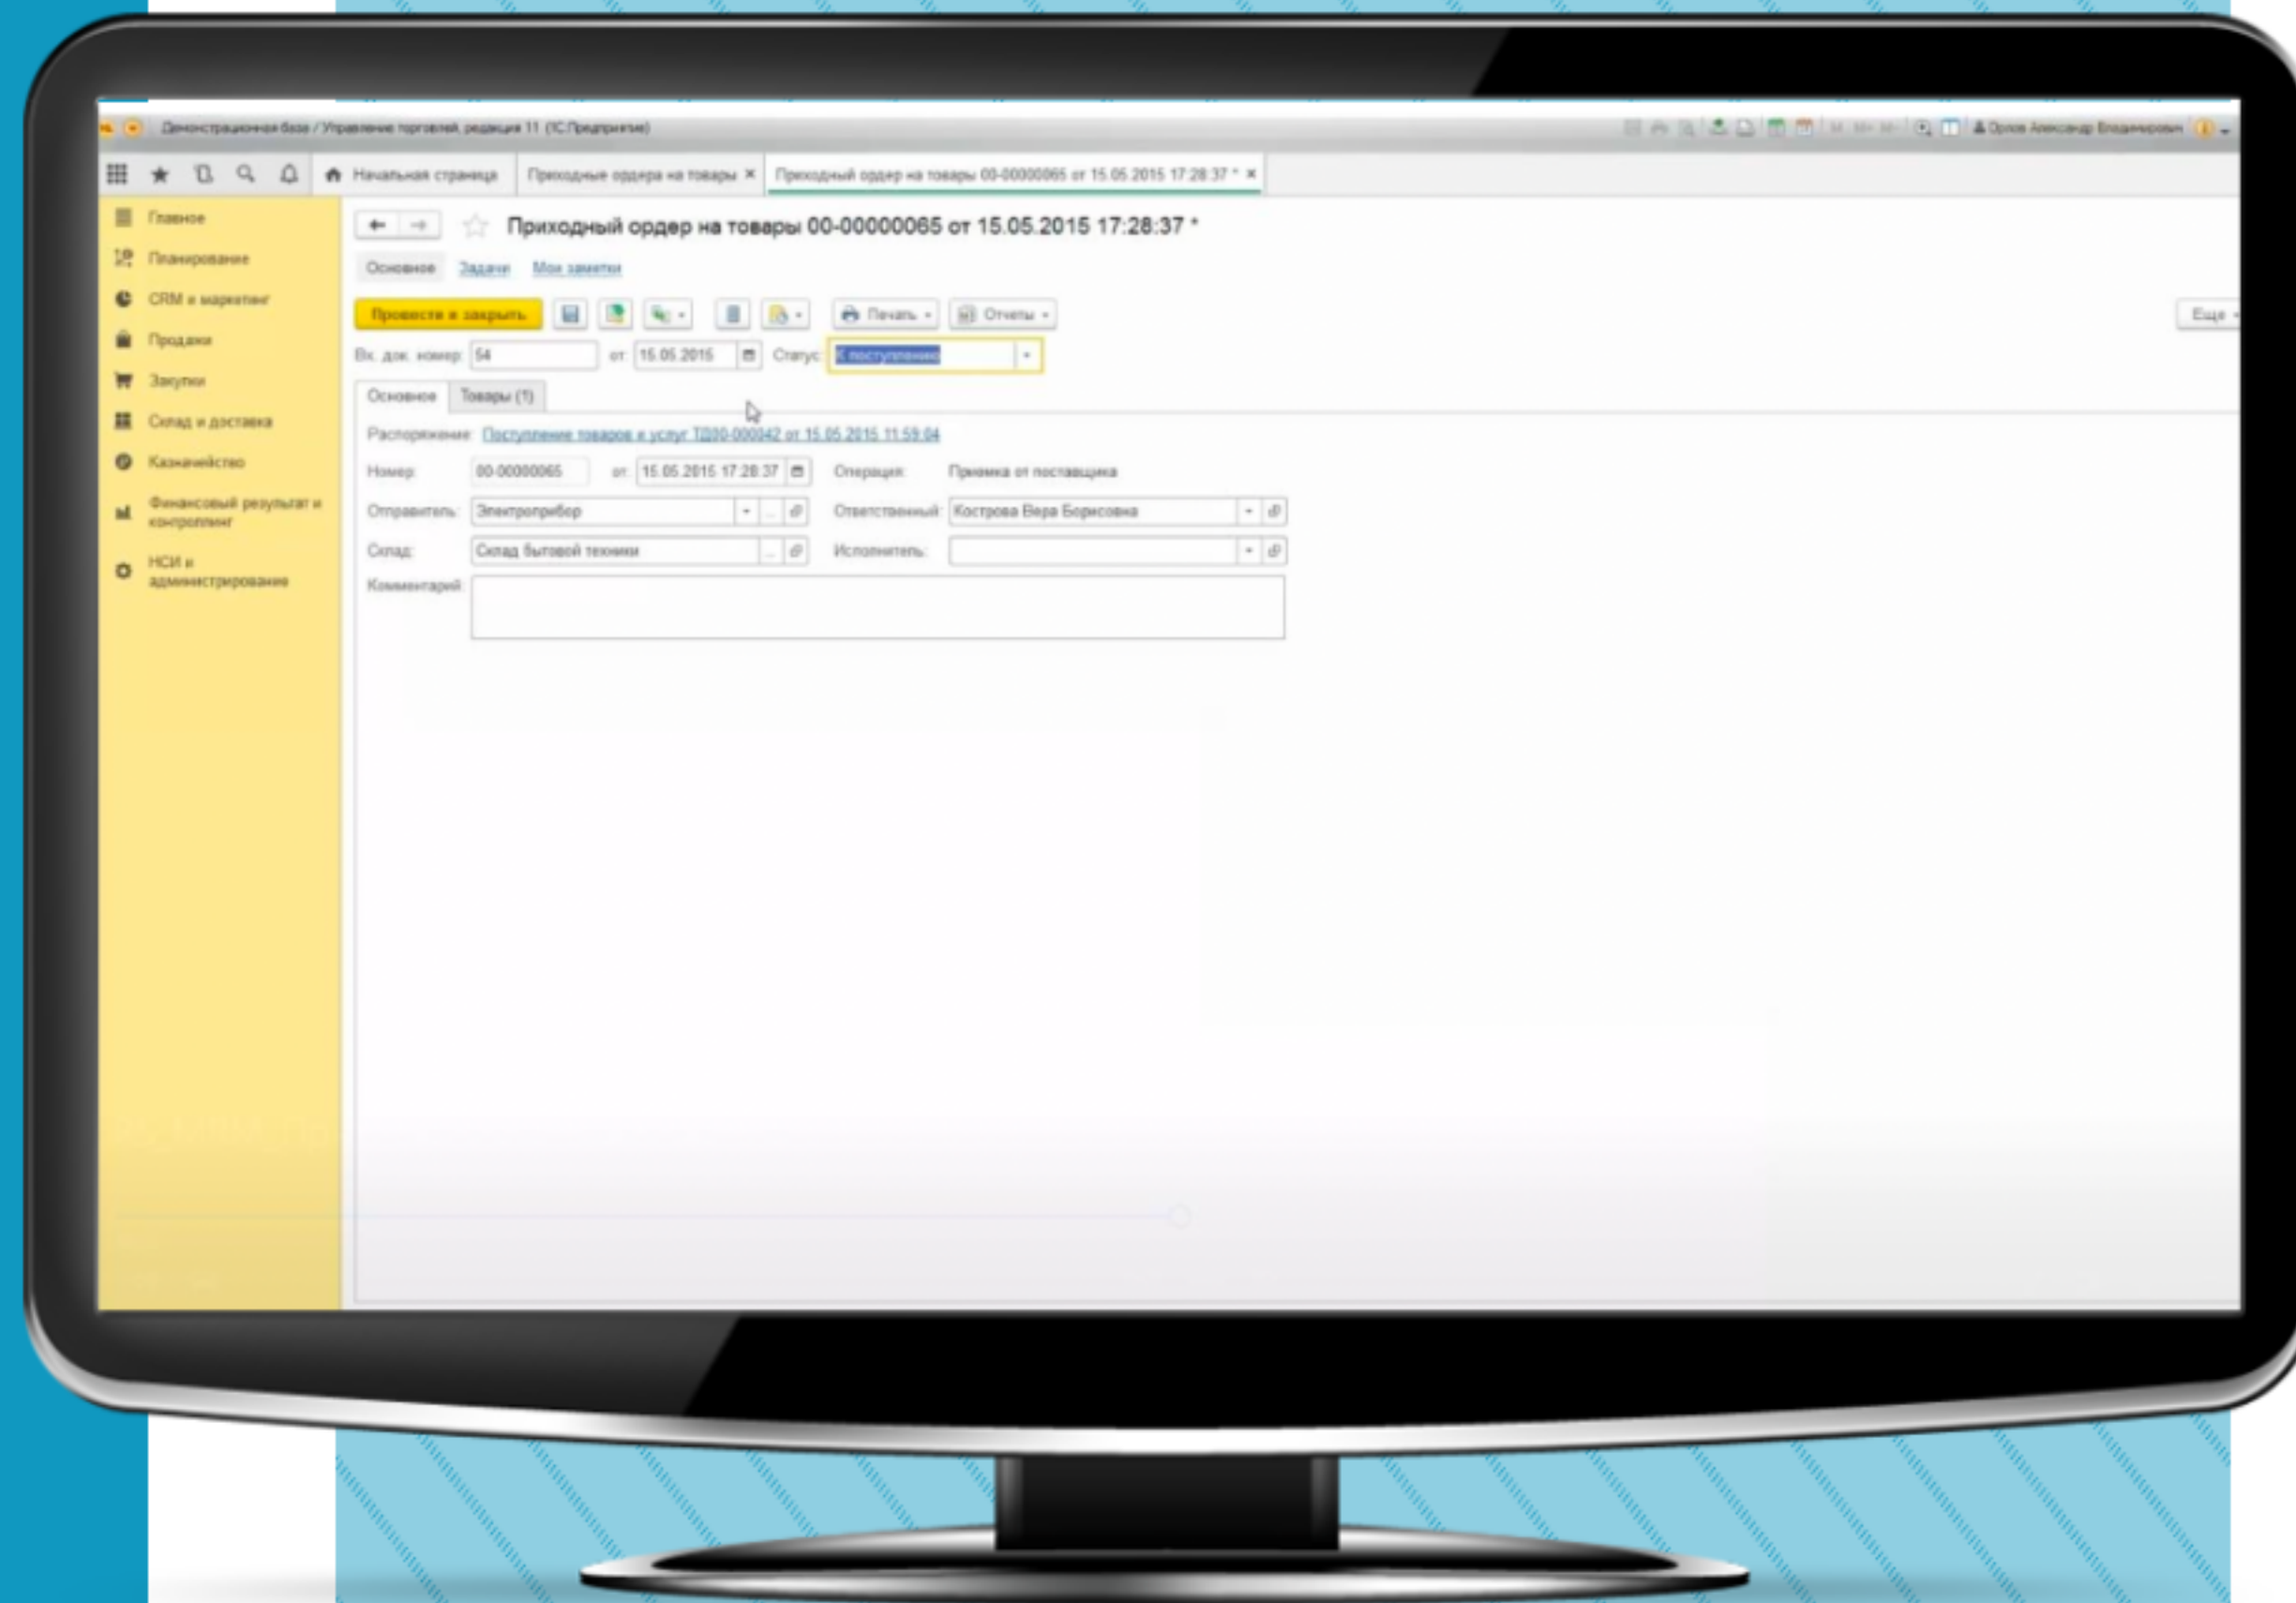 Демонстрационная база / Управление торговлей, редакция 11 (1С:Предприятие)
M M+ M- Орлов Александр Владимирович
Начальная страница Приходные ордера на товары × Приходный ордер на товары 00-00000065 от 15.05.2015 17:28:37 * ×
Главное
Планирование
CRM и маркетинг
Продажи
Закупки
Склад и доставка
Казначейство
Финансовый результат и
контроллинг
НСИ и
администрирование
Приходный ордер на товары 00-00000065 от 15.05.2015 17:28:37 *
Основное Задачи Мои заметки
Провести и закрыть Печать Отчеты Еще
Вх. док. номер: 54 от: 15.05.2015 Статус: К поступлению
Основное Товары (1)
Распоряжение: Поступление товаров и услуг ТД00-000042 от 15.05.2015 11:59:04
Номер: 00-00000065 от: 15.05.2015 17:28:37 Операция: Приемка от поставщика
Отправитель: Электроприбор Ответственный: Кострова Вера Борисовна
Склад: Склад бытовой техники Исполнитель:
Комментарий: